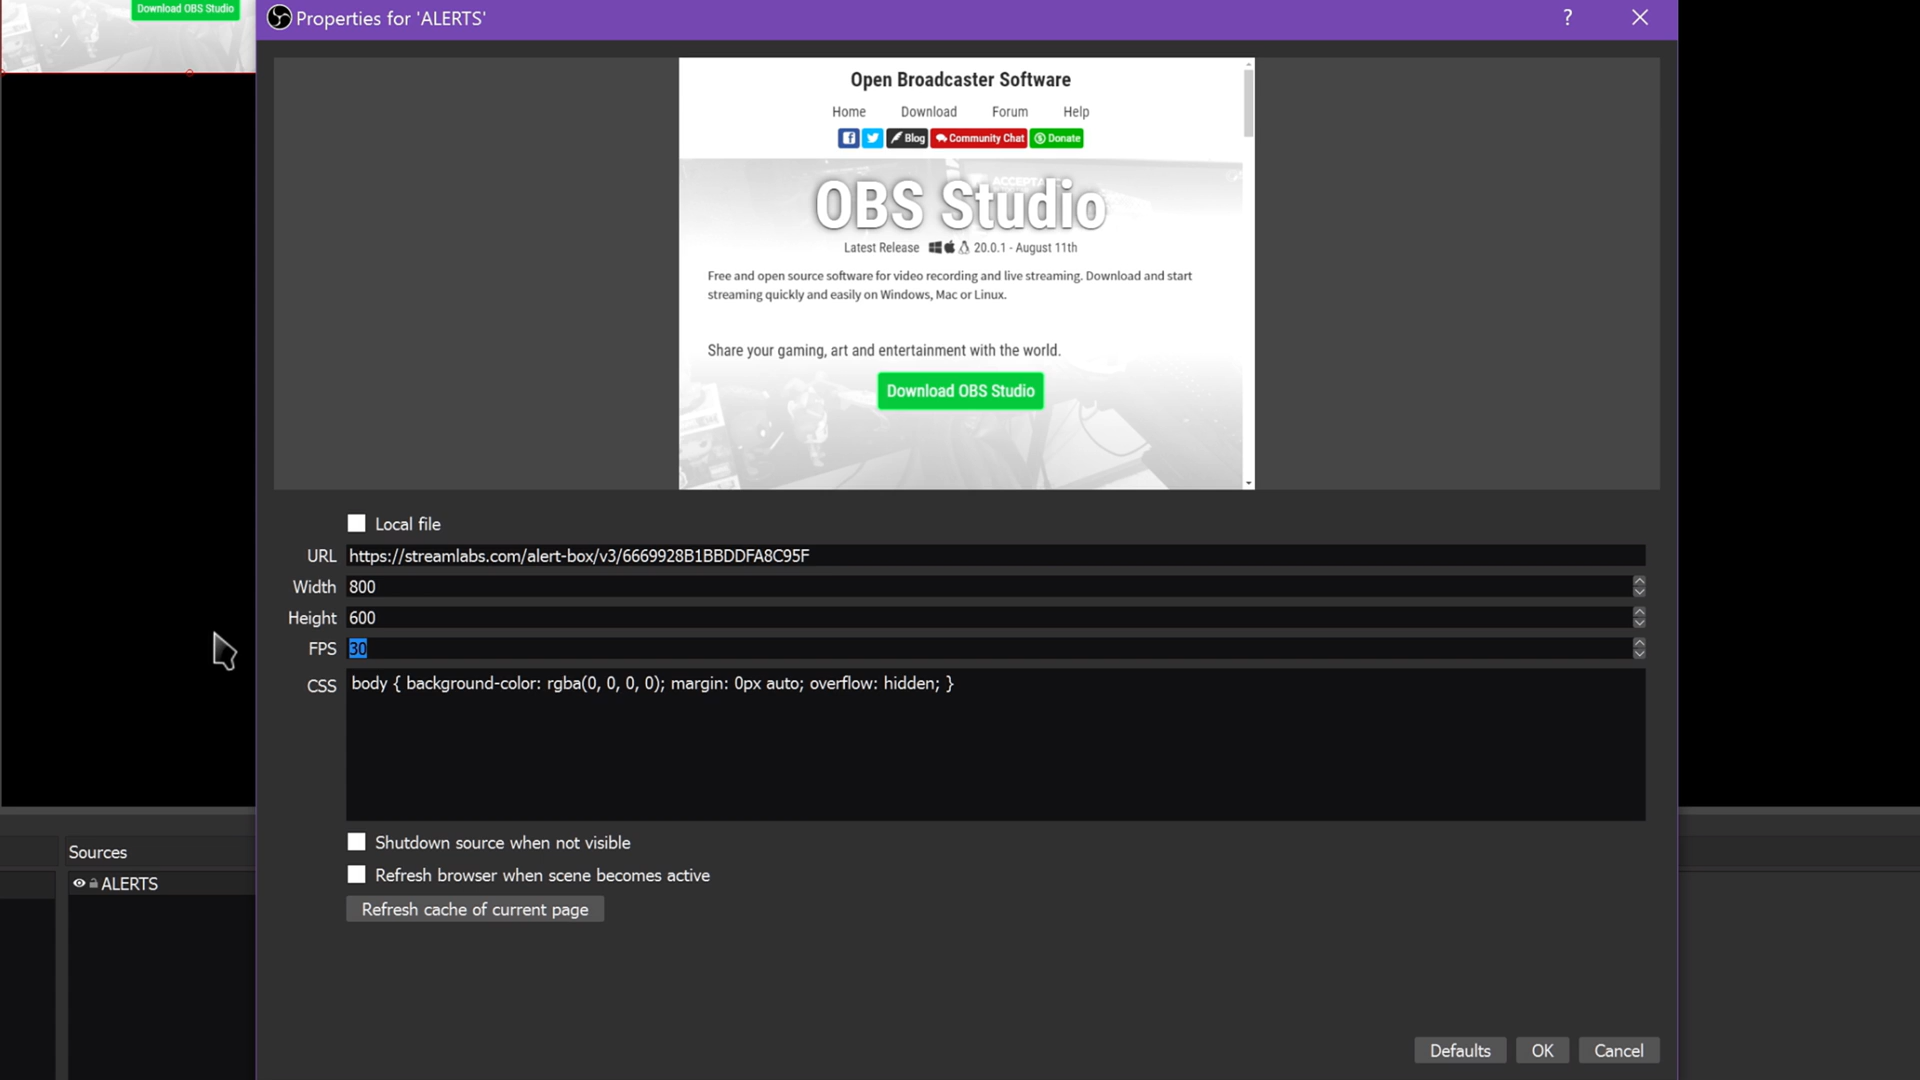 Download OBS Studio
Properties for 'ALERTS'
?
Open Broadcaster Software
Home Download Forum Help
Blog Community Chat Donate
OBS Studio
Latest Release 20.0.1 - August 11th
Free and open source software for video recording and live streaming. Download and start
streaming quickly and easily on Windows, Mac or Linux.
Share your gaming, art and entertainment with the world.
Download OBS Studio
Local file
URL https://streamlabs.com/alert-box/v3/6669928B1BBDDFA8C95F
Width 800
Height 600
FPS 30
CSS body { background-color: rgba(0, 0, 0, 0); margin: 0px auto; overflow: hidden; }
Shutdown source when not visible
Refresh browser when scene becomes active
Refresh cache of current page
Sources
ALERTS
Defaults OK Cancel